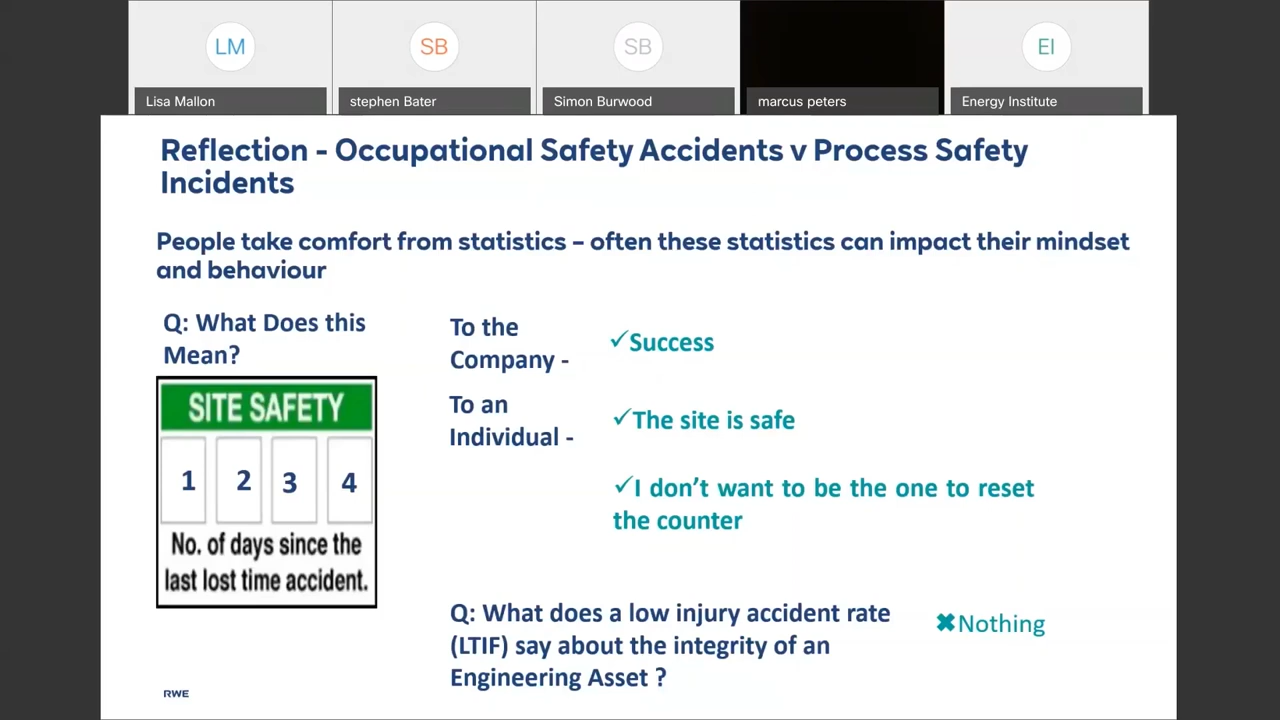 LM
SB
SB
EI
Lisa Mallon
stephen Bater
Simon Burwood
marcus peters
Energy Institute
Reflection - Occupational Safety Accidents v Process Safety
Incidents
People take comfort from statistics – often these statistics can impact their mindset
and behaviour
Q: What Does this
Mean?
SITE SAFETY
1 2 3 4
No. of days since the
last lost time accident.
To the
Company -
✓Success
To an
Individual -
✓The site is safe
✓I don’t want to be the one to reset
the counter
Q: What does a low injury accident rate
(LTIF) say about the integrity of an
Engineering Asset ?
✖Nothing
RWE